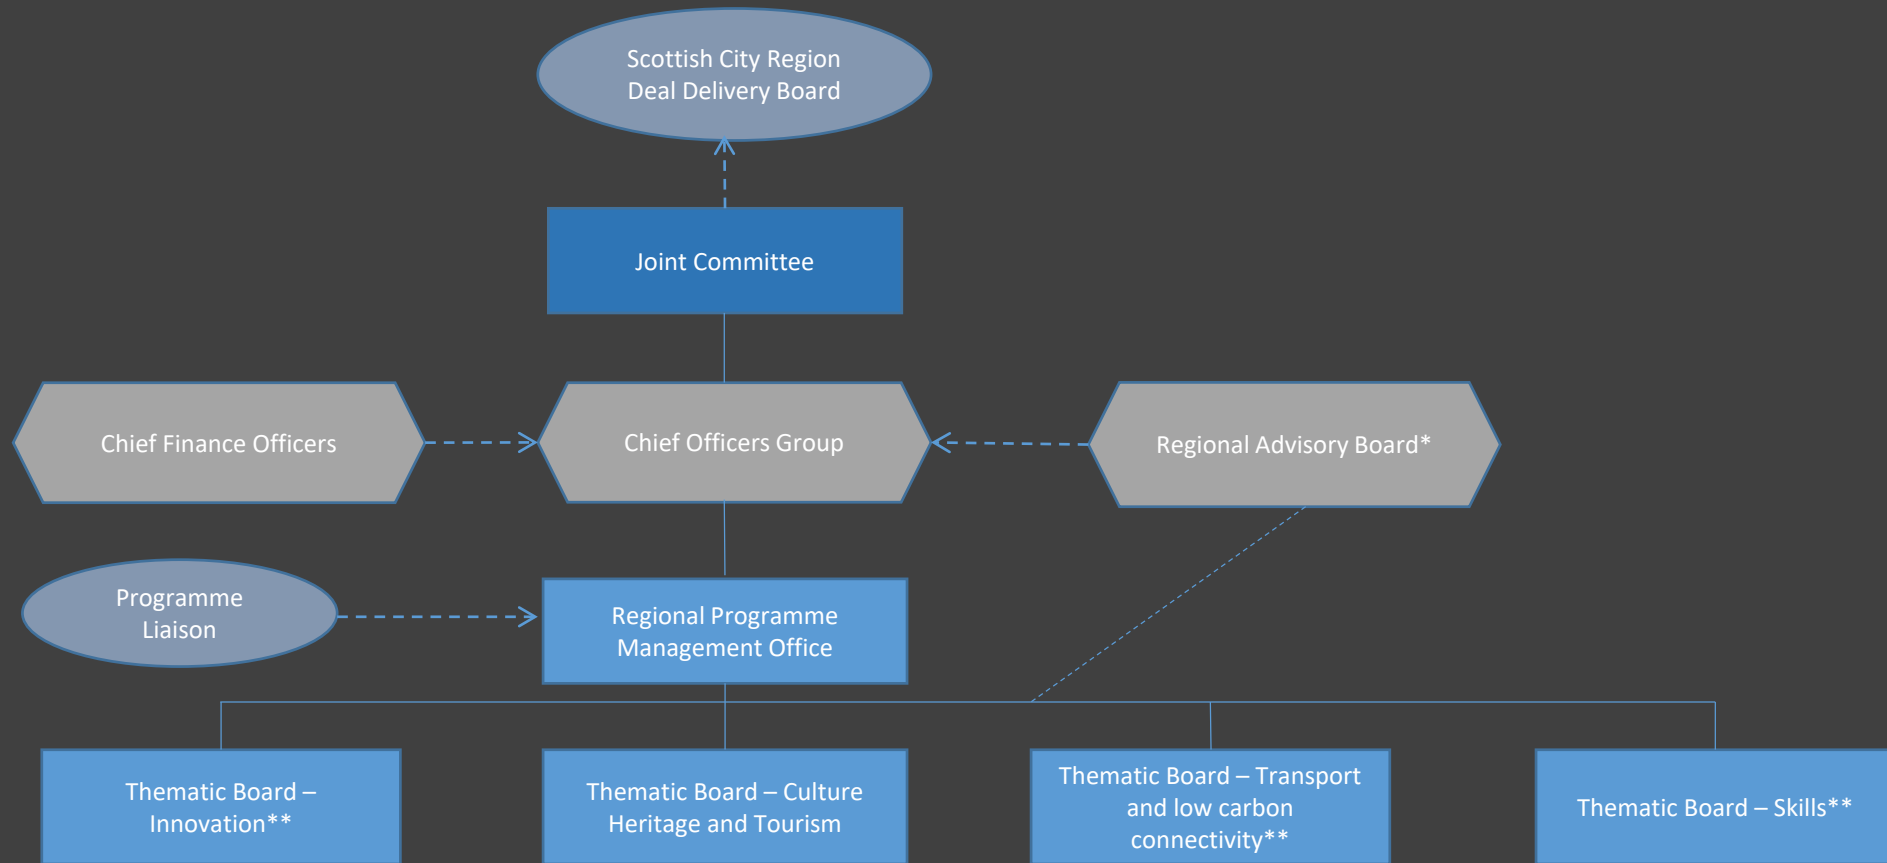 Scottish City Region
Deal Delivery Board
Joint Committee
Chief Finance Officers
Chief Officers Group
Regional Advisory Board*
Programme
Liaison
Regional Programme
Management Office
Thematic Board –
Innovation**
Thematic Board – Culture
Heritage and Tourism
Thematic Board – Transport
and low carbon
connectivity**
Thematic Board – Skills**